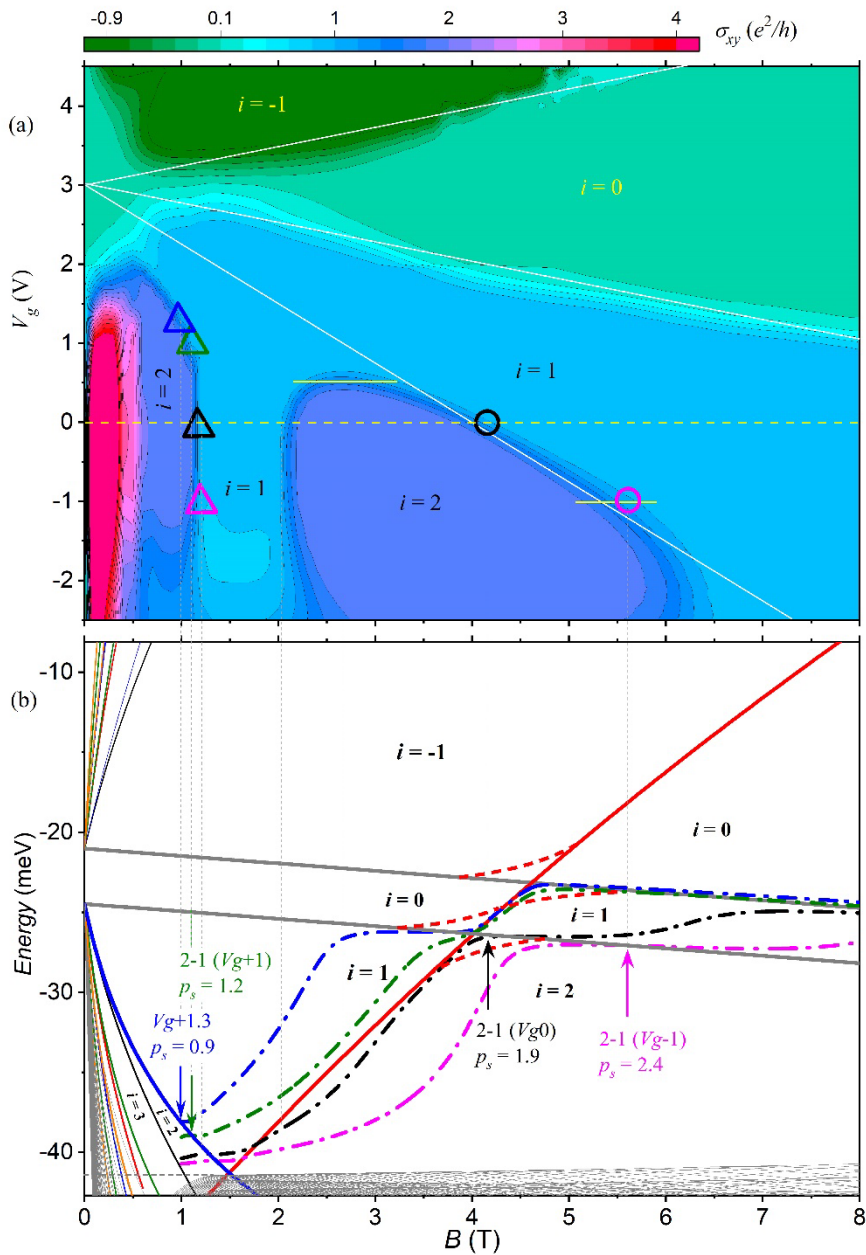 -0.9 0.1 1 2 3 4 σxy (e²/h)
(a)
i = -1
i = 0
i = 2
i = 1
i = 1
i = 2
4
3
2
1
0
-1
-2
Vg (V)
(b)
i = -1
i = 0
i = 0
i = 1
i = 1
i = 2
2-1 (Vg+1)
ps = 1.2
Vg+1.3
ps = 0.9
2-1 (Vg0)
ps = 1.9
2-1 (Vg-1)
ps = 2.4
i = 3
i = 2
-10
-20
-30
-40
Energy (meV)
0 1 2 3 4 5 6 7 8
B (T)